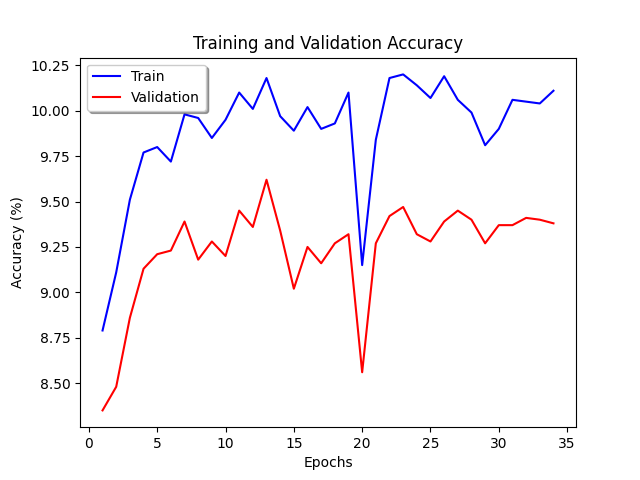 Training and Validation Accuracy
Train
Validation
Accuracy (%)
10.25
10.00
9.75
9.50
9.25
9.00
8.75
8.50
0 5 10 15 20 25 30 35
Epochs